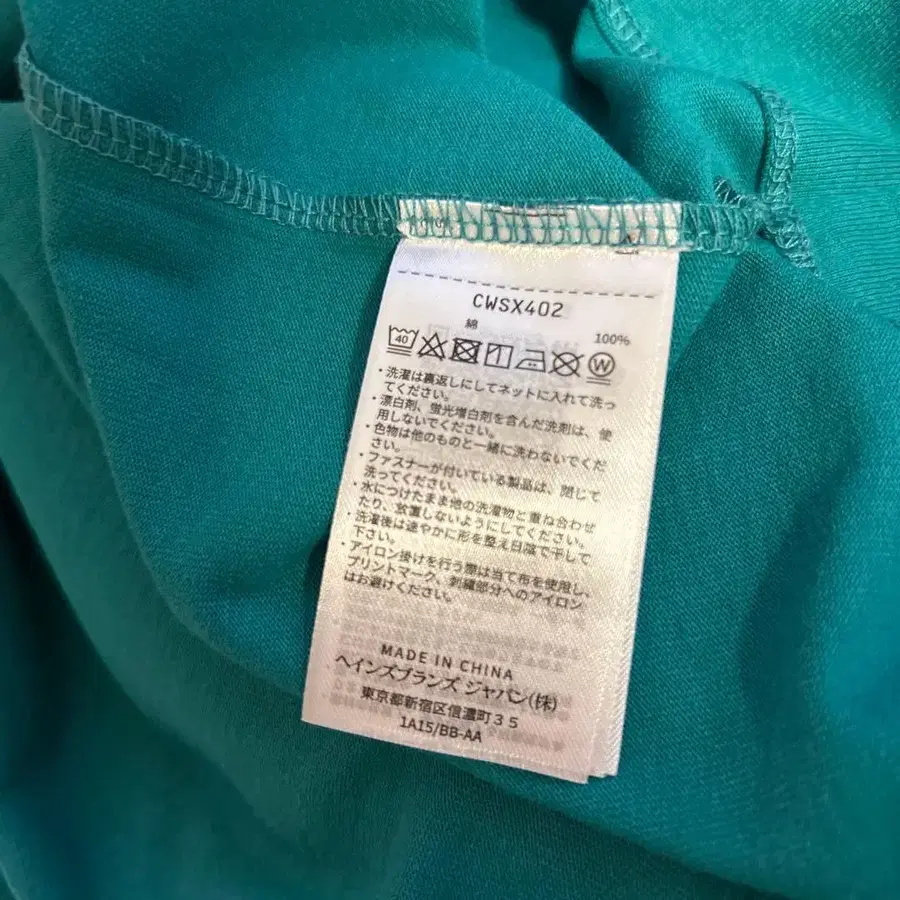 CWSX402
綿 100%
40
W
・洗濯は裏返しにしてネットに入れて洗っ
てください。
・漂白剤、蛍光増白剤を含んだ洗剤は、使
用しないでください。
・色物は他のものと一緒に洗わないでくだ
さい。
・ファスナーが付いている製品は、閉じて
洗ってください。
・水につけたまま他の洗濯物と重ね合わせ
たり、放置しないようにしてください。
・洗濯後は速やかに形を整え日陰で干して
下さい。
・アイロン掛けを行う際は当て布を使用し、
プリントマーク、刺繍部分へのアイロン
はお避けください。
MADE IN CHINA
ヘインズブランズ ジャパン(株)
東京都新宿区信濃町35
1A15/BB-AA